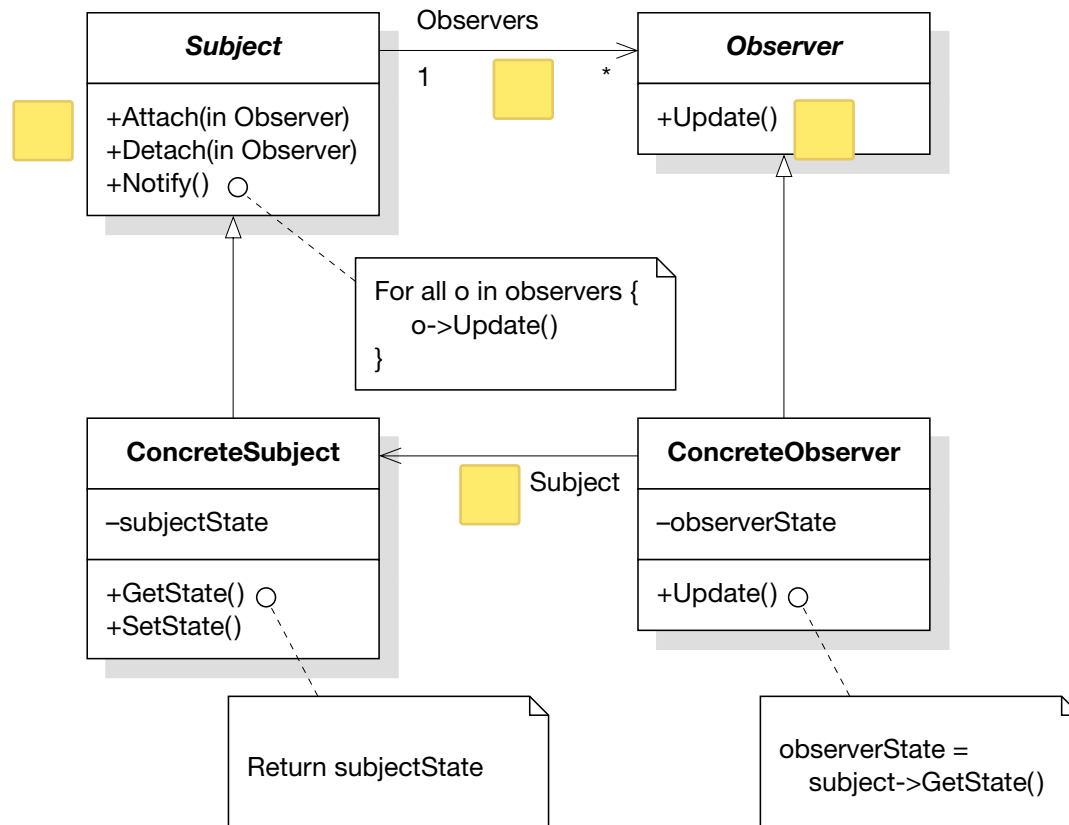 Subject
Observers
1
*
Observer
+Attach(in Observer)
+Detach(in Observer)
+Notify()
+Update()
For all o in observers {
o->Update()
}
ConcreteSubject
–subjectState
+GetState()
+SetState()
Subject
ConcreteObserver
–observerState
+Update()
Return subjectState
observerState =
subject->GetState()